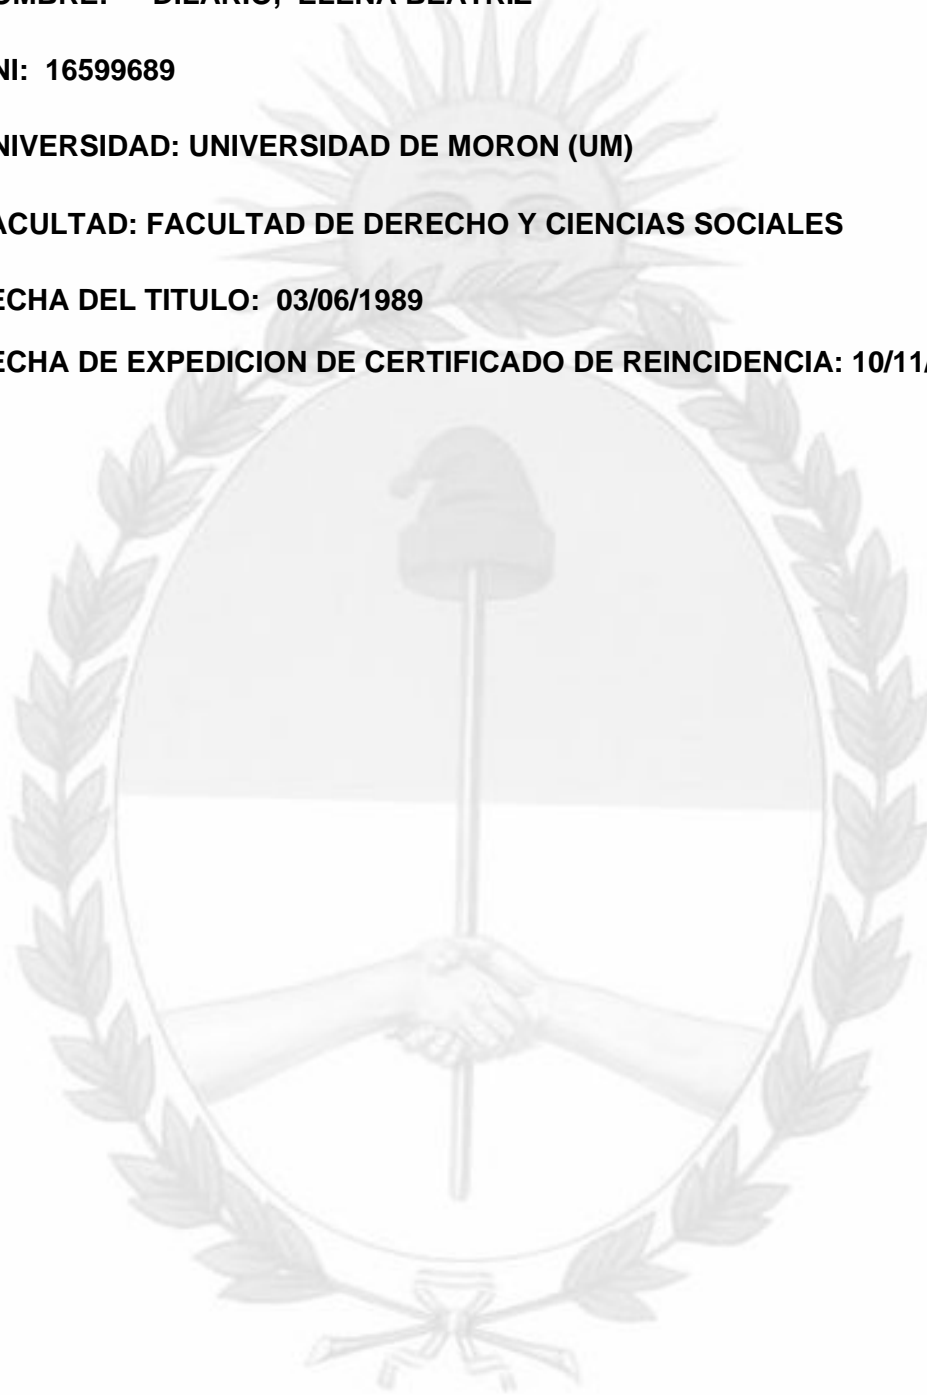 OMBRE: DILARIO, ELENA BEATRIZ
NI: 16599689
NIVERSIDAD: UNIVERSIDAD DE MORON (UM)
ACULTAD: FACULTAD DE DERECHO Y CIENCIAS SOCIALES
ECHA DEL TITULO: 03/06/1989
ECHA DE EXPEDICION DE CERTIFICADO DE REINCIDENCIA: 10/11/